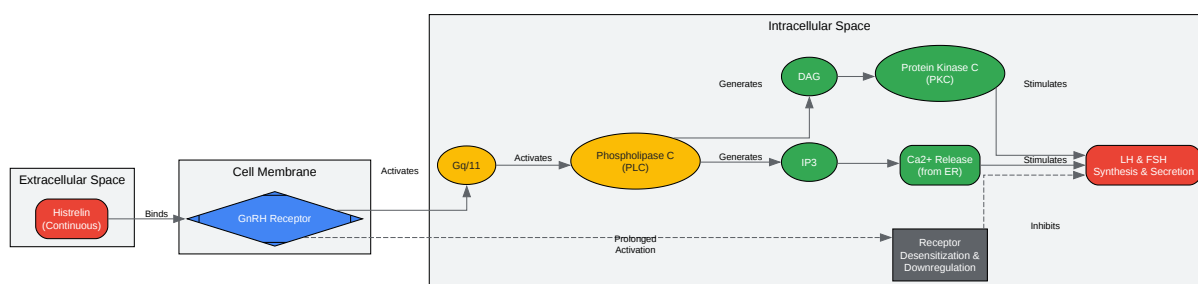 Extracellular Space
Histrelin
(Continuous)
Binds
Cell Membrane
GnRH Receptor
Activates
Intracellular Space
Gq/11
Activates
Phospholipase C
(PLC)
Generates
DAG
Protein Kinase C
(PKC)
Stimulates
Generates
IP3
Ca2+ Release
(from ER)
Stimulates
LH & FSH
Synthesis & Secretion
Prolonged
Activation
Receptor
Desensitization &
Downregulation
Inhibits